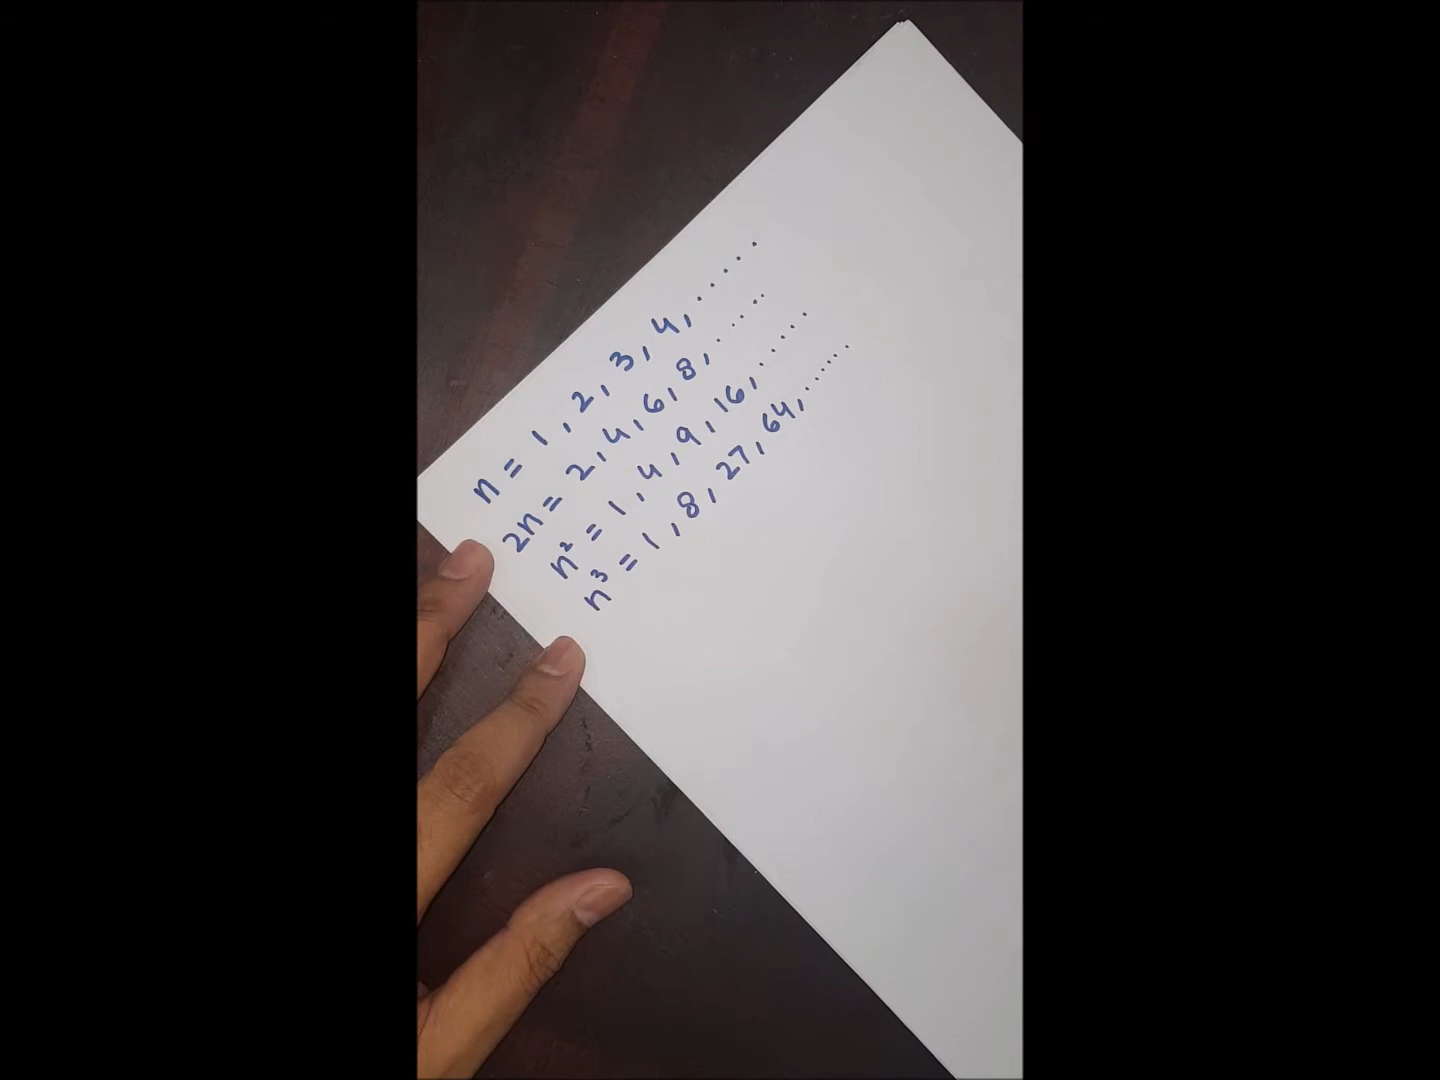 n = 1, 2, 3, 4, ......
2n = 2, 4, 6, 8, ......
n² = 1, 4, 9, 16, ......
n³ = 1, 8, 27, 64, .......